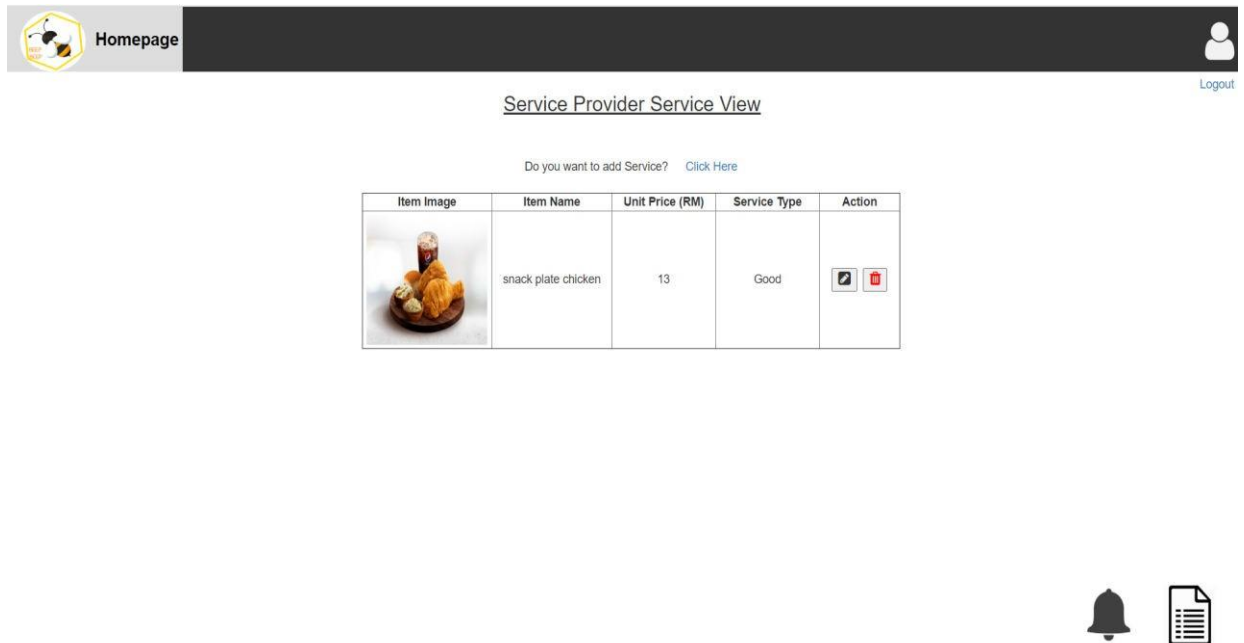 Homepage
Logout
Service Provider Service View
Do you want to add Service? Click Here
Item Image Item Name Unit Price (RM) Service Type Action
snack plate chicken 13 Good